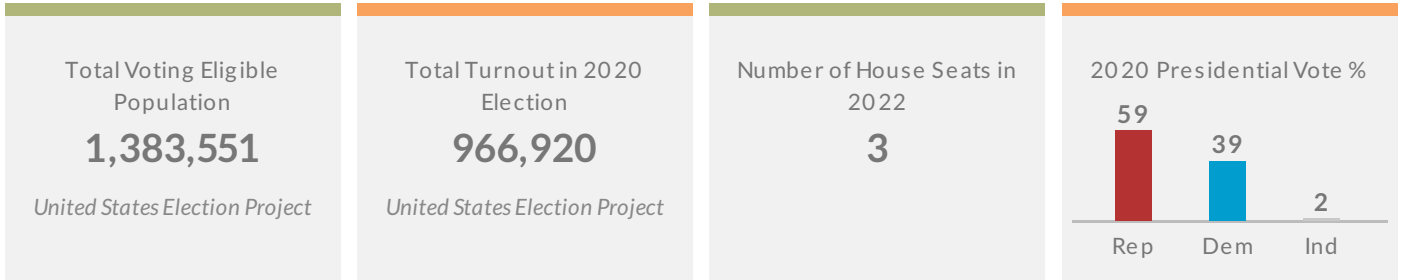 Total Voting Eligible
Population
1,383,551
United States Election Project
Total Turnout in 2020
Election
966,920
United States Election Project
Number of House Seats in
2022
3
2020 Presidential Vote %
59
39
2
Rep
Dem
Ind